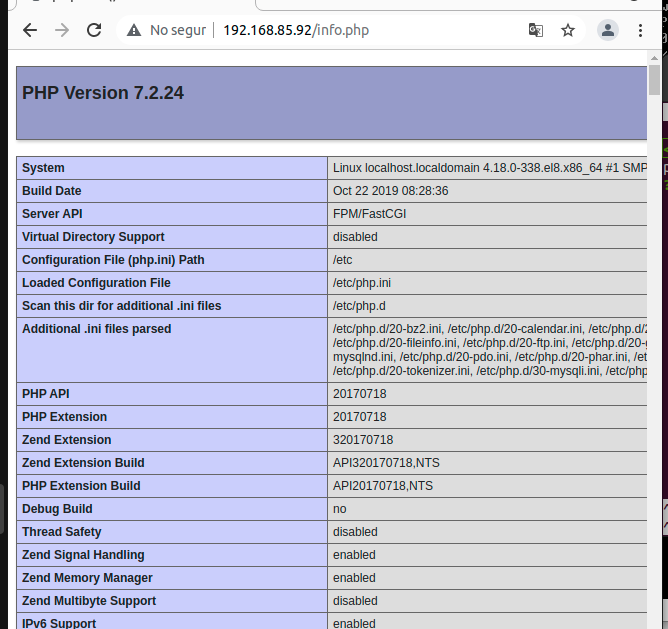 No segur 192.168.85.92/info.php
PHP Version 7.2.24
System Linux localhost.localdomain 4.18.0-338.el8.x86_64 #1 SMP
Build Date Oct 22 2019 08:28:36
Server API FPM/FastCGI
Virtual Directory Support disabled
Configuration File (php.ini) Path /etc
Loaded Configuration File /etc/php.ini
Scan this dir for additional .ini files /etc/php.d
Additional .ini files parsed /etc/php.d/20-bz2.ini, /etc/php.d/20-calendar.ini, /etc/php.d/2
/etc/php.d/20-fileinfo.ini, /etc/php.d/20-ftp.ini, /etc/php.d/20-g
mysqlnd.ini, /etc/php.d/20-pdo.ini, /etc/php.d/20-phar.ini, /etc
/etc/php.d/20-tokenizer.ini, /etc/php.d/30-mysqli.ini, /etc/php
PHP API 20170718
PHP Extension 20170718
Zend Extension 320170718
Zend Extension Build API320170718,NTS
PHP Extension Build API20170718,NTS
Debug Build no
Thread Safety disabled
Zend Signal Handling enabled
Zend Memory Manager enabled
Zend Multibyte Support disabled
IPv6 Support enabled